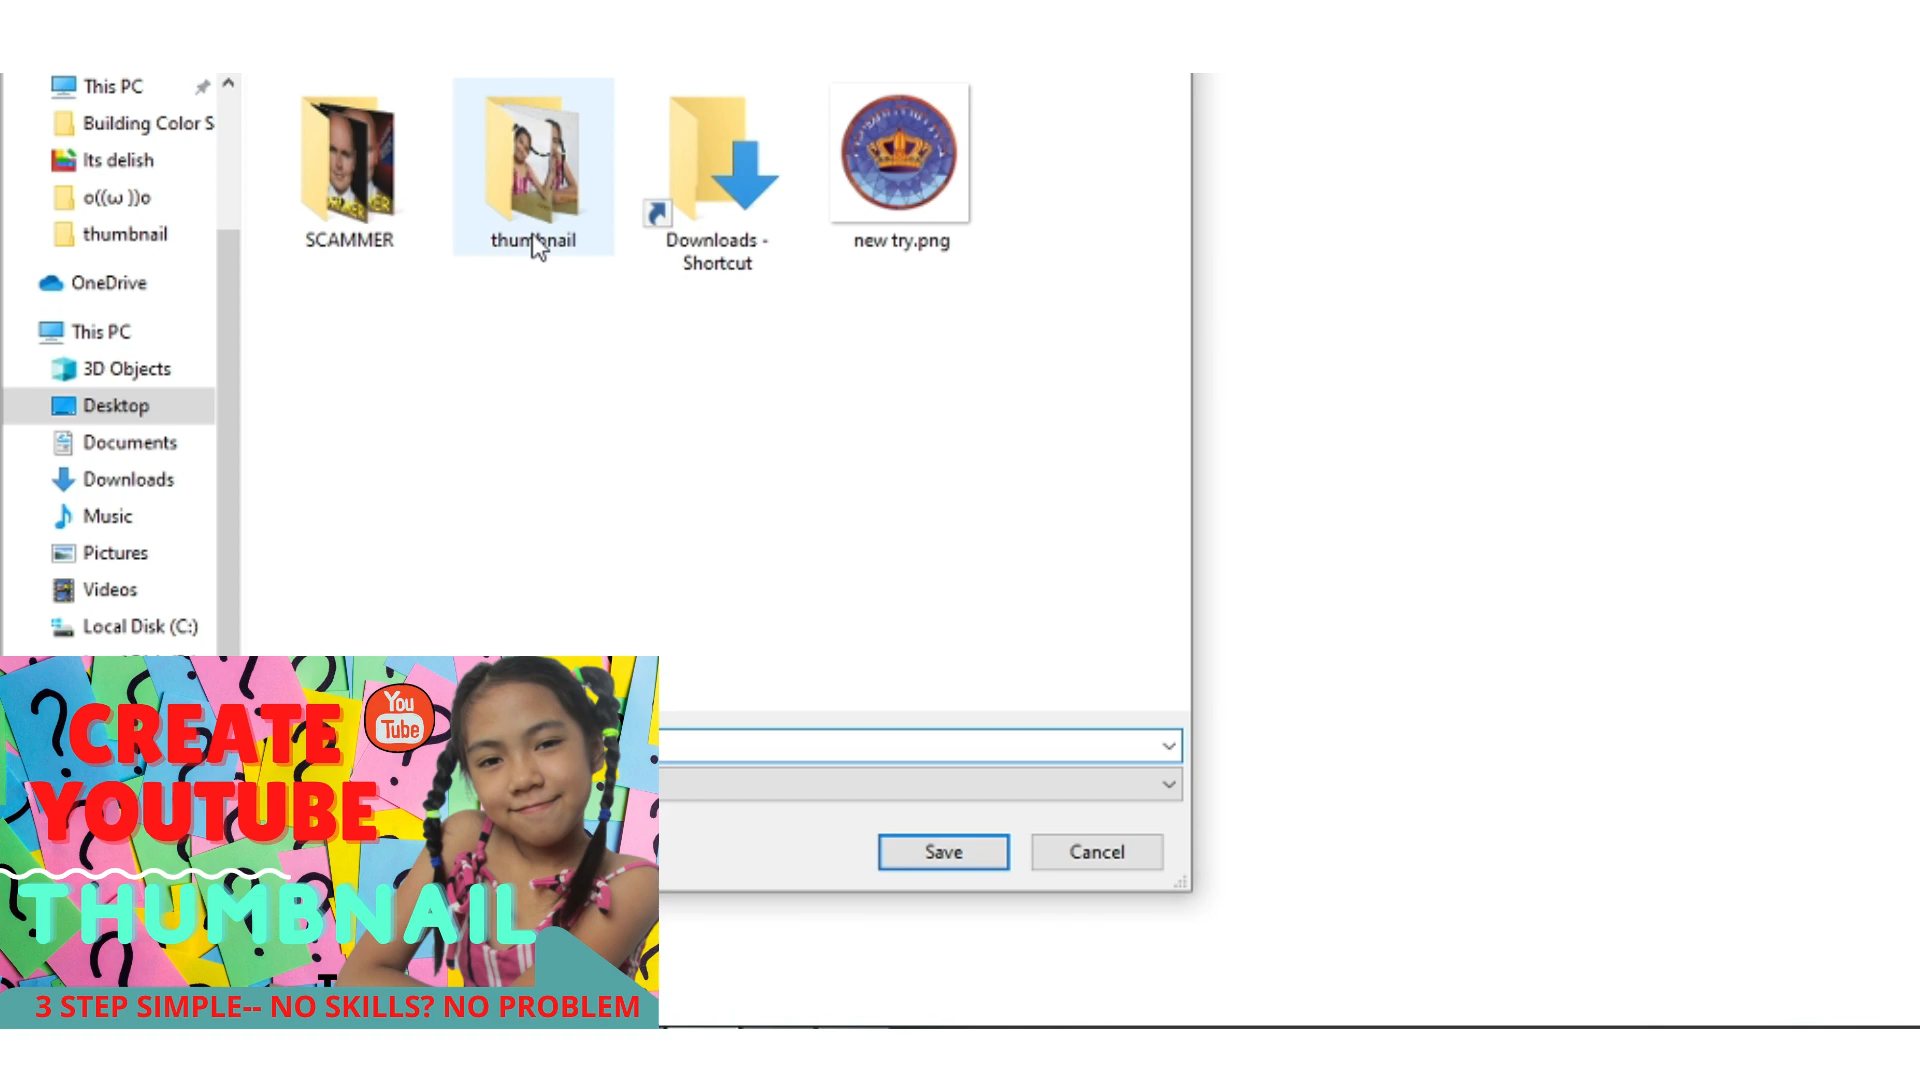 This PC
Building Color S
Its delish
o((ω ))o
thumbnail
OneDrive
This PC
3D Objects
Desktop
Documents
Downloads
Music
Pictures
Videos
Local Disk (C:)
SCAMMER
thumbnail
Downloads -
Shortcut
new try.png
Save
Cancel
CREATE
You
Tube
YOUTUBE
THUMBNAIL
T
3 STEP SIMPLE-- NO SKILLS? NO PROBLEM